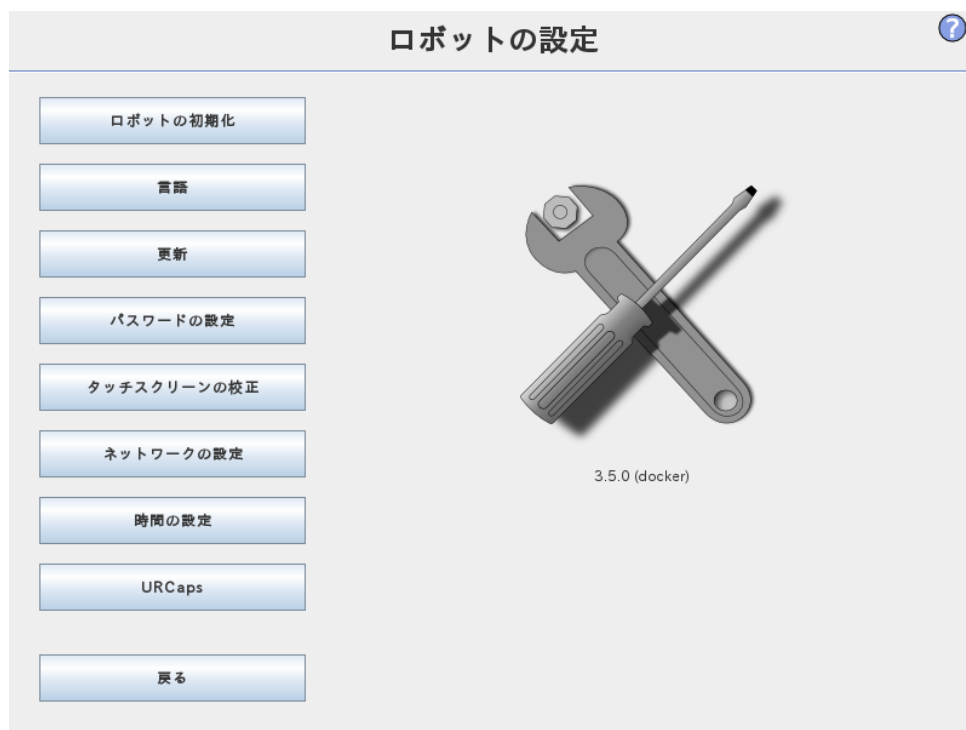 ロボットの設定
?
ロボットの初期化
言語
更新
パスワードの設定
タッチスクリーンの校正
ネットワークの設定
時間の設定
URCaps
戻る
3.5.0 (docker)